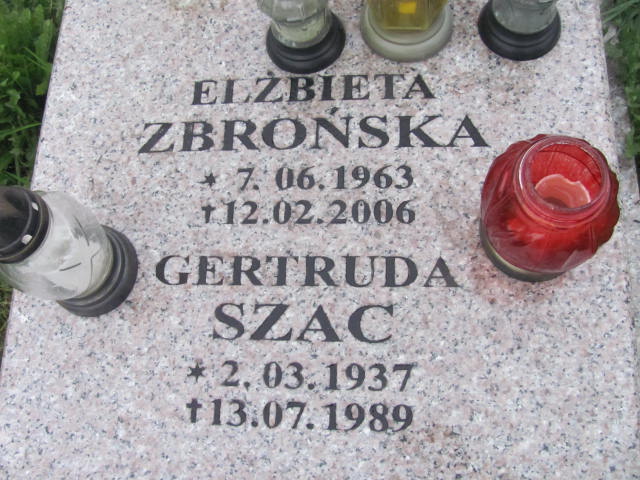 ELŻBIETA
ZBROŃSKA
* 7. 06. 1963
† 12.02.2006
GERTRUDA
SZAC
* 2. 03. 1937
† 13.07.1989